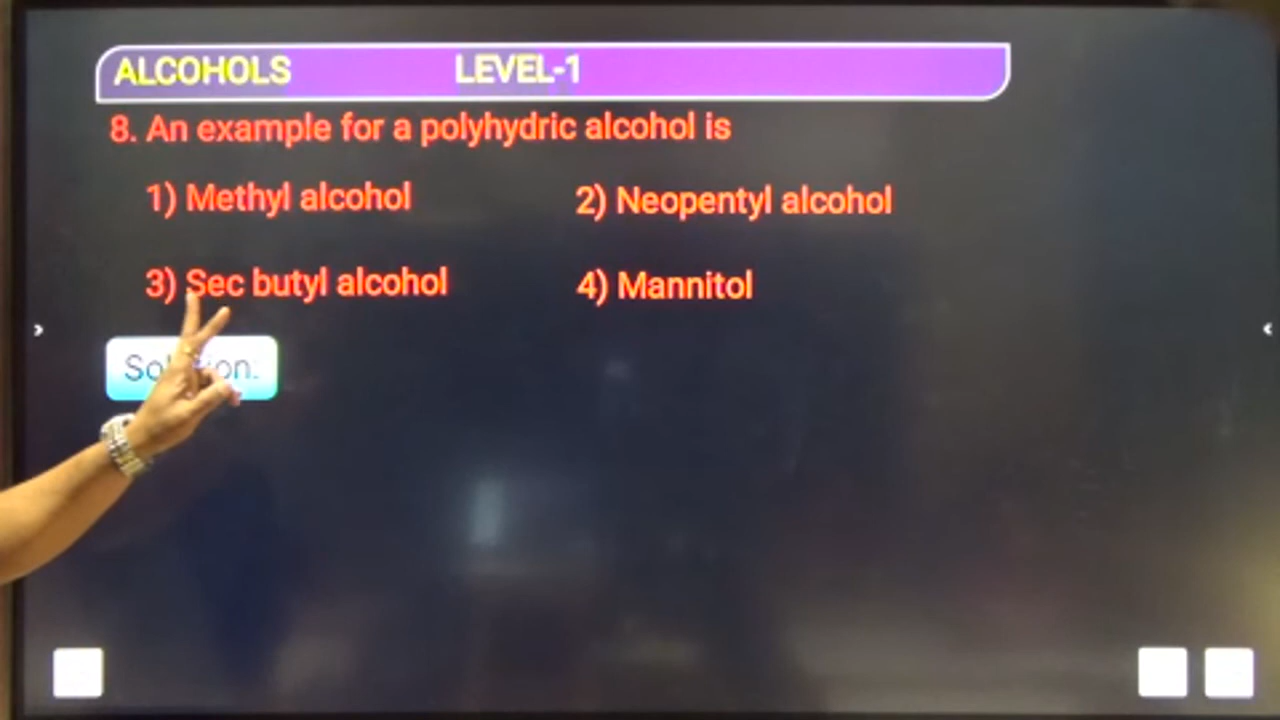 ALCOHOLS LEVEL-1
8. An example for a polyhydric alcohol is
1) Methyl alcohol 2) Neopentyl alcohol
3) Sec butyl alcohol 4) Mannitol